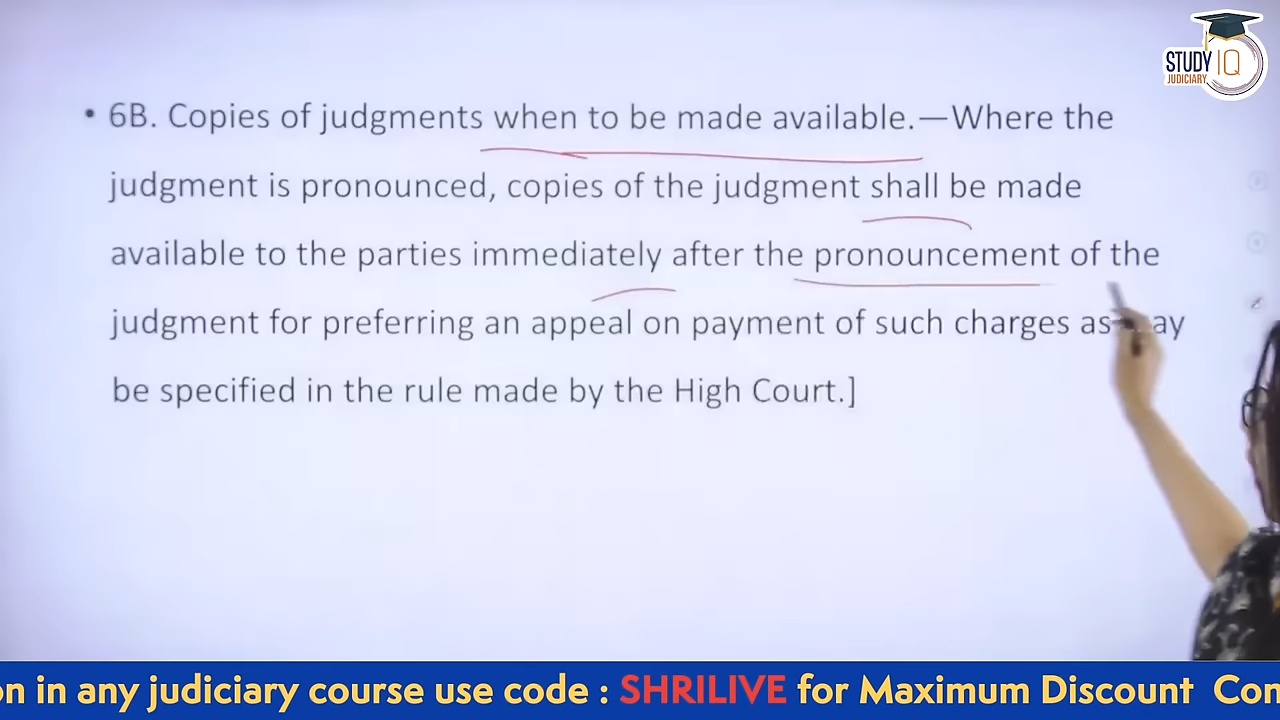 STUDY IQ
JUDICIARY
• 6B. Copies of judgments when to be made available.—Where the
judgment is pronounced, copies of the judgment shall be made
available to the parties immediately after the pronouncement of the
judgment for preferring an appeal on payment of such charges as ay
be specified in the rule made by the High Court.]
on in any judiciary course use code : SHRILIVE for Maximum Discount Con